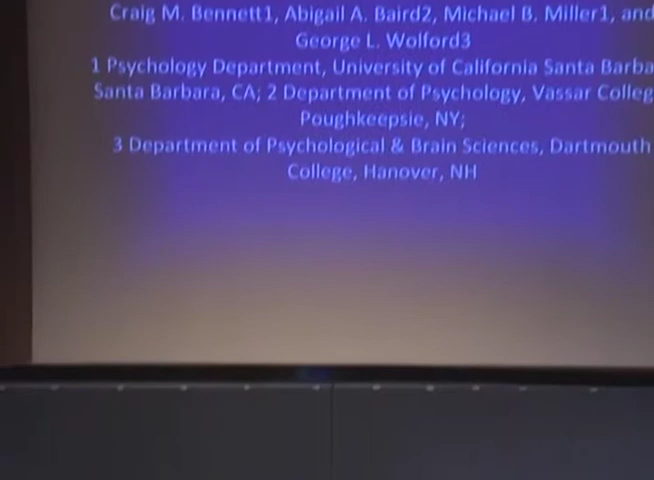 Craig M. Bennett1, Abigail A. Baird2, Michael B. Miller1, and
George L. Wolford3
1 Psychology Department, University of California Santa Barba
Santa Barbara, CA; 2 Department of Psychology, Vassar Colleg
Poughkeepsie, NY;
3 Department of Psychological & Brain Sciences, Dartmouth
College, Hanover, NH